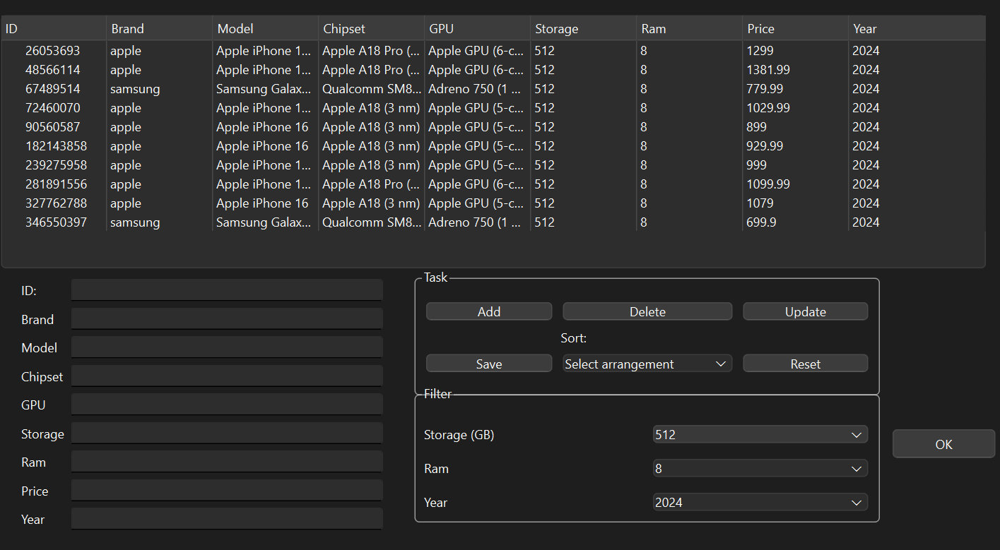 ID Brand Model Chipset GPU Storage Ram Price Year
26053693 apple Apple iPhone 1... Apple A18 Pro (... Apple GPU (6-c... 512 8 1299 2024
48566114 apple Apple iPhone 1... Apple A18 Pro (... Apple GPU (6-c... 512 8 1381.99 2024
67489514 samsung Samsung Galax... Qualcomm SM8... Adreno 750 (1 ... 512 8 779.99 2024
72460070 apple Apple iPhone 1... Apple A18 (3 nm) Apple GPU (5-c... 512 8 1029.99 2024
90560587 apple Apple iPhone 16 Apple A18 (3 nm) Apple GPU (5-c... 512 8 899 2024
182143858 apple Apple iPhone 16 Apple A18 (3 nm) Apple GPU (5-c... 512 8 929.99 2024
239275958 apple Apple iPhone 1... Apple A18 (3 nm) Apple GPU (5-c... 512 8 999 2024
281891556 apple Apple iPhone 1... Apple A18 Pro (... Apple GPU (6-c... 512 8 1099.99 2024
327762788 apple Apple iPhone 16 Apple A18 (3 nm) Apple GPU (5-c... 512 8 1079 2024
346550397 samsung Samsung Galax... Qualcomm SM8... Adreno 750 (1 ... 512 8 699.9 2024
ID:
Brand
Model
Chipset
GPU
Storage
Ram
Price
Year
Task
Add Delete Update
Sort:
Save Select arrangement Reset
Filter
Storage (GB) 512
Ram 8
Year 2024
OK